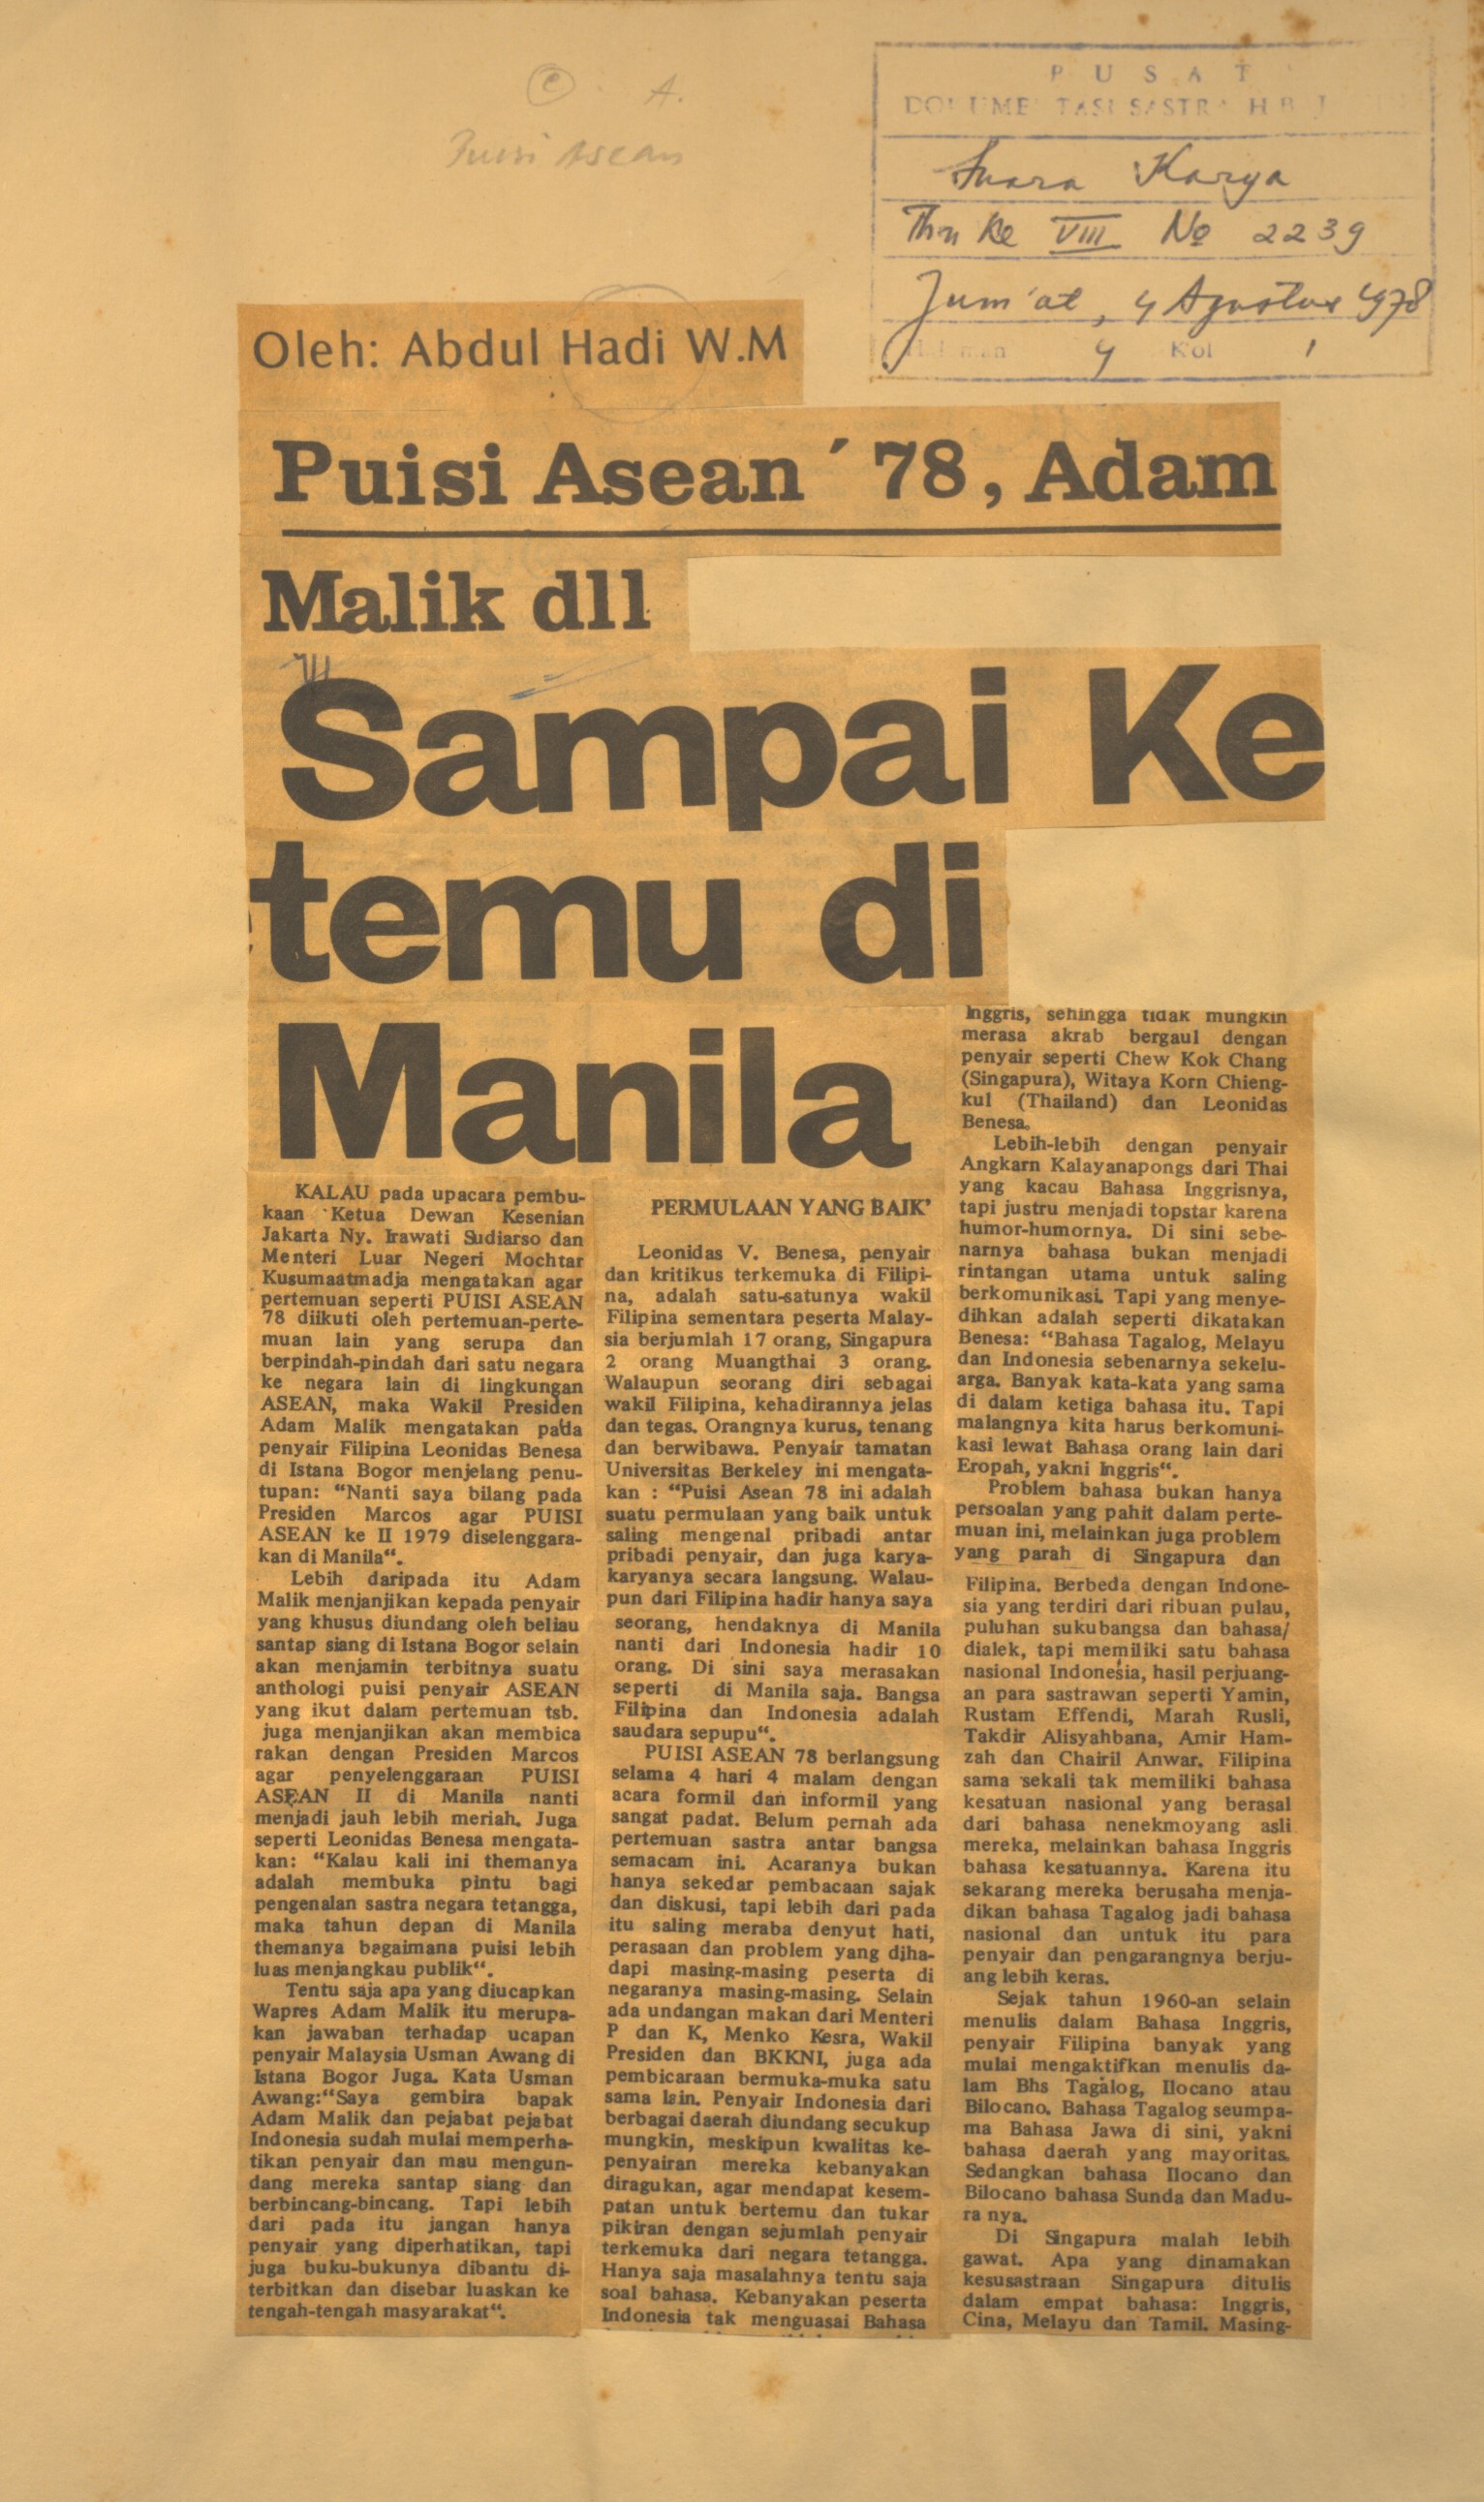 © A.
Puisi Asean
P U S A T
DOKUMENTASI SASTRA H.B. J
Suara Karya
Thn Ke VIII No 2239
Jum'at, 4 Agustus 1978
Halaman 4 Kol 1
Oleh: Abdul Hadi W.M
Puisi Asean ´78, Adam
Malik dll
Sampai Ke
temu di
Manila
KALAU pada upacara pembu-
kaan Ketua Dewan Kesenian
Jakarta Ny. Irawati Sudiarso dan
Menteri Luar Negeri Mochtar
Kusumaatmadja mengatakan agar
pertemuan seperti PUISI ASEAN
78 diikuti oleh pertemuan-perte-
muan lain yang serupa dan
berpindah-pindah dari satu negara
ke negara lain di lingkungan
ASEAN, maka Wakil Presiden
Adam Malik mengatakan pada
penyair Filipina Leonidas Benesa
di Istana Bogor menjelang penu-
tupan: “Nanti saya bilang pada
Presiden Marcos agar PUISI
ASEAN ke II 1979 diselenggara-
kan di Manila“.
Lebih daripada itu Adam
Malik menjanjikan kepada penyair
yang khusus diundang oleh beliau
santap siang di Istana Bogor selain
akan menjamin terbitnya suatu
anthologi puisi penyair ASEAN
yang ikut dalam pertemuan tsb.
juga menjanjikan akan membica
rakan dengan Presiden Marcos
agar penyelenggaraan PUISI
ASEAN II di Manila nanti
menjadi jauh lebih meriah. Juga
seperti Leonidas Benesa mengata-
kan: “Kalau kali ini themanya
adalah membuka pintu bagi
pengenalan sastra negara tetangga,
maka tahun depan di Manila
themanya bagaimana puisi lebih
luas menjangkau publik“.
Tentu saja apa yang diucapkan
Wapres Adam Malik itu merupa-
kan jawaban terhadap ucapan
penyair Malaysia Usman Awang di
Istana Bogor Juga. Kata Usman
Awang:“Saya gembira bapak
Adam Malik dan pejabat pejabat
Indonesia sudah mulai memperha-
tikan penyair dan mau mengun-
dang mereka santap siang dan
berbincang-bincang. Tapi lebih
dari pada itu jangan hanya
penyair yang diperhatikan, tapi
juga buku-bukunya dibantu di-
terbitkan dan disebar luaskan ke
tengah-tengah masyarakat“.
PERMULAAN YANG BAIK’
Leonidas V. Benesa, penyair
dan kritikus terkemuka di Filipi-
na, adalah satu-satunya wakil
Filipina sementara peserta Malay-
sia berjumlah 17 orang, Singapura
2 orang Muangthai 3 orang.
Walaupun seorang diri sebagai
wakil Filipina, kehadirannya jelas
dan tegas. Orangnya kurus, tenang
dan berwibawa. Penyair tamatan
Universitas Berkeley ini mengata-
kan : “Puisi Asean 78 ini adalah
suatu permulaan yang baik untuk
saling mengenal pribadi antar
pribadi penyair, dan juga karya-
karyanya secara langsung. Walau-
pun dari Filipina hadir hanya saya
seorang, hendaknya di Manila
nanti dari Indonesia hadir 10
orang. Di sini saya merasakan
seperti di Manila saja. Bangsa
Filipina dan Indonesia adalah
saudara sepupu“.
PUISI ASEAN 78 berlangsung
selama 4 hari 4 malam dengan
acara formil dan informil yang
sangat padat. Belum pernah ada
pertemuan sastra antar bangsa
semacam ini. Acaranya bukan
hanya sekedar pembacaan sajak
dan diskusi, tapi lebih dari pada
itu saling meraba denyut hati,
perasaan dan problem yang diha-
dapi masing-masing peserta di
negaranya masing-masing. Selain
ada undangan makan dari Menteri
P dan K, Menko Kesra, Wakil
Presiden dan BKKNI, juga ada
pembicaraan bermuka-muka satu
sama lain. Penyair Indonesia dari
berbagai daerah diundang secukup
mungkin, meskipun kwalitas ke-
penyairan mereka kebanyakan
diragukan, agar mendapat kesem-
patan untuk bertemu dan tukar
pikiran dengan sejumlah penyair
terkemuka dari negara tetangga.
Hanya saja masalahnya tentu saja
soal bahasa. Kebanyakan peserta
Indonesia tak menguasai Bahasa
Inggris, sehingga tidak mungkin
merasa akrab bergaul dengan
penyair seperti Chew Kok Chang
(Singapura), Witaya Korn Chieng-
kul (Thailand) dan Leonidas
Benesa.
Lebih-lebih dengan penyair
Angkarn Kalayanapongs dari Thai
yang kacau Bahasa Inggrisnya,
tapi justru menjadi topstar karena
humor-humornya. Di sini sebe-
narnya bahasa bukan menjadi
rintangan utama untuk saling
berkomunikasi. Tapi yang menye-
dihkan adalah seperti dikatakan
Benesa: “Bahasa Tagalog, Melayu
dan Indonesia sebenarnya sekelu-
arga. Banyak kata-kata yang sama
di dalam ketiga bahasa itu. Tapi
malangnya kita harus berkomuni-
kasi lewat Bahasa orang lain dari
Eropah, yakni Inggris“.
Problem bahasa bukan hanya
persoalan yang pahit dalam perte-
muan ini, melainkan juga problem
yang parah di Singapura dan
Filipina. Berbeda dengan Indone-
sia yang terdiri dari ribuan pulau,
puluhan sukubangsa dan bahasa/
dialek, tapi memiliki satu bahasa
nasional Indonesia, hasil perjuang-
an para sastrawan seperti Yamin,
Rustam Effendi, Marah Rusli,
Takdir Alisyahbana, Amir Ham-
zah dan Chairil Anwar. Filipina
sama sekali tak memiliki bahasa
kesatuan nasional yang berasal
dari bahasa nenekmoyang asli
mereka, melainkan bahasa Inggris
bahasa kesatuannya. Karena itu
sekarang mereka berusaha menja-
dikan bahasa Tagalog jadi bahasa
nasional dan untuk itu para
penyair dan pengarangnya berju-
ang lebih keras.
Sejak tahun 1960-an selain
menulis dalam Bahasa Inggris,
penyair Filipina banyak yang
mulai mengaktifkan menulis da-
lam Bhs Tagalog, Ilocano atau
Bilocano. Bahasa Tagalog seumpa-
ma Bahasa Jawa di sini, yakni
bahasa daerah yang mayoritas.
Sedangkan bahasa Ilocano dan
Bilocano bahasa Sunda dan Madu-
ra nya.
Di Singapura malah lebih
gawat. Apa yang dinamakan
kesusastraan Singapura ditulis
dalam empat bahasa: Inggris,
Cina, Melayu dan Tamil. Masing-